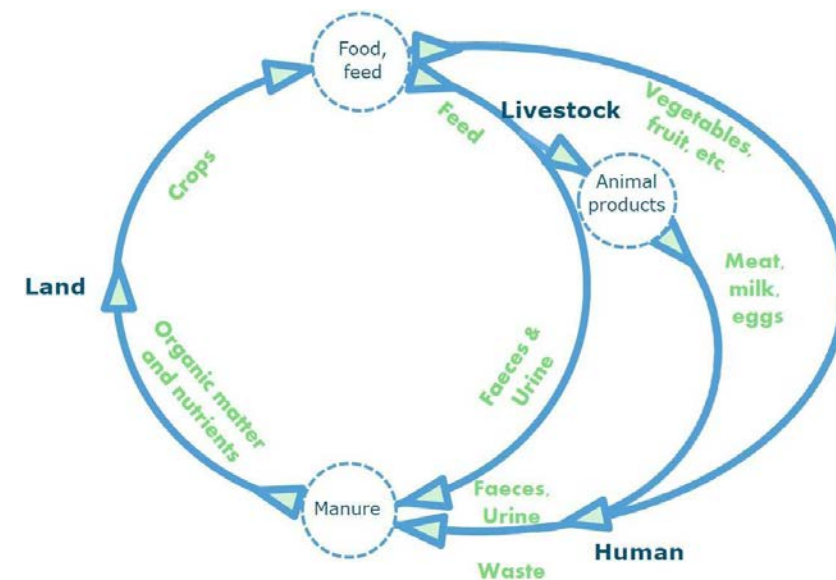 Food,
feed
Livestock
Feed
Vegetables,
fruit, etc.
Crops
Animal
products
Land
Meat,
milk,
eggs
Organic matter
and nutrients
Faeces &
Urine
Manure
Faeces,
Urine
Human
Waste